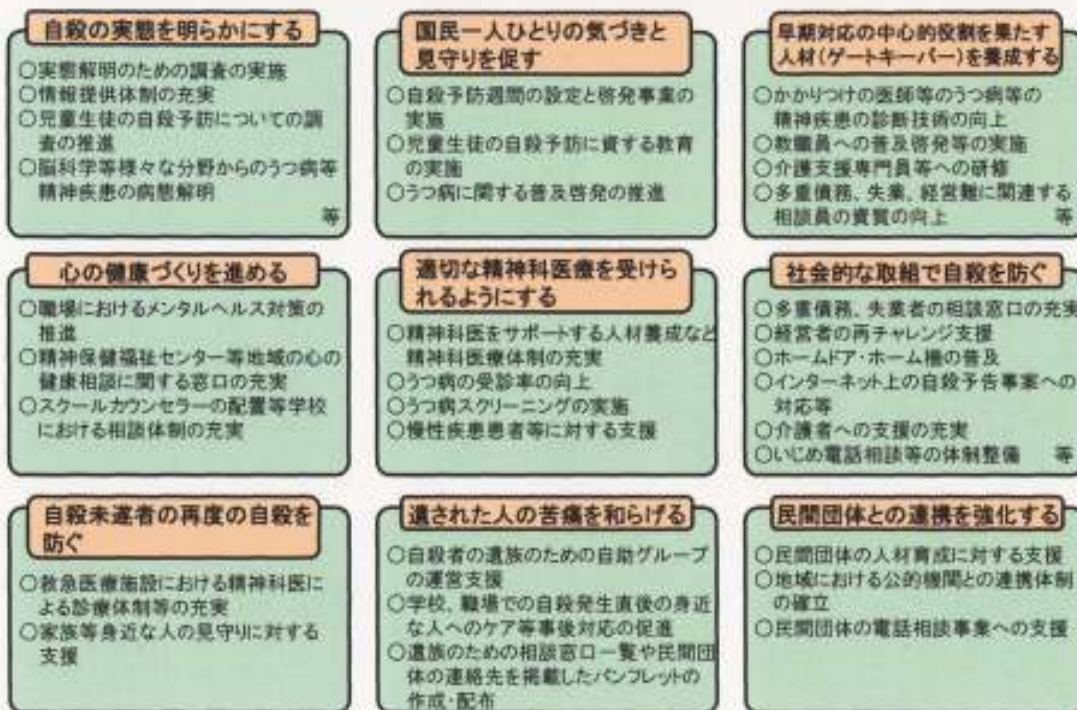 自殺の実態を明らかにする
○実態解明のための調査の実施
○情報提供体制の充実
○児童生徒の自殺予防についての調
査の推進
○脳科学等様々な分野からのうつ病等
精神疾患の病態解明
等
国民一人ひとりの気づきと
見守りを促す
○自殺予防週間の設定と啓発事業の
実施
○児童生徒の自殺予防に資する教育
の実施
○うつ病に関する普及啓発の推進
早期対応の中心的役割を果たす
人材(ゲートキーパー)を養成する
○かかりつけの医師等のうつ病等の
精神疾患の診断技術の向上
○教職員への普及啓発等の実施
○介護支援専門員等への研修
○多重債務、失業、経営難に関連する
相談員の資質の向上 等
心の健康づくりを進める
○職場におけるメンタルヘルス対策の
推進
○精神保健福祉センター等地域の心の
健康相談に関する窓口の充実
○スクールカウンセラーの配置等学校
における相談体制の充実
適切な精神科医療を受けら
れるようにする
○精神科医をサポートする人材養成など
精神科医療体制の充実
○うつ病の受診率の向上
○うつ病スクリーニングの実施
○慢性疾患患者等に対する支援
社会的な取組で自殺を防ぐ
○多重債務、失業者の相談窓口の充実
○経営者の再チャレンジ支援
○ホームドア・ホーム柵の普及
○インターネット上の自殺予告事案への
対応等
○介護者への支援の充実
○いじめ電話相談等の体制整備 等
自殺未遂者の再度の自殺を
防ぐ
○救急医療施設における精神科医に
よる診療体制等の充実
○家族等身近な人の見守りに対する
支援
遺された人の苦痛を和らげる
○自殺者の遺族のための自助グループ
の運営支援
○学校、職場での自殺発生直後の身近
な人へのケア等事後対応の促進
○遺族のための相談窓口一覧や民間団
体の連絡先を掲載したパンフレットの
作成・配布
民間団体との連携を強化する
○民間団体の人材育成に対する支援
○地域における公的機関との連携体制
の確立
○民間団体の電話相談事業への支援